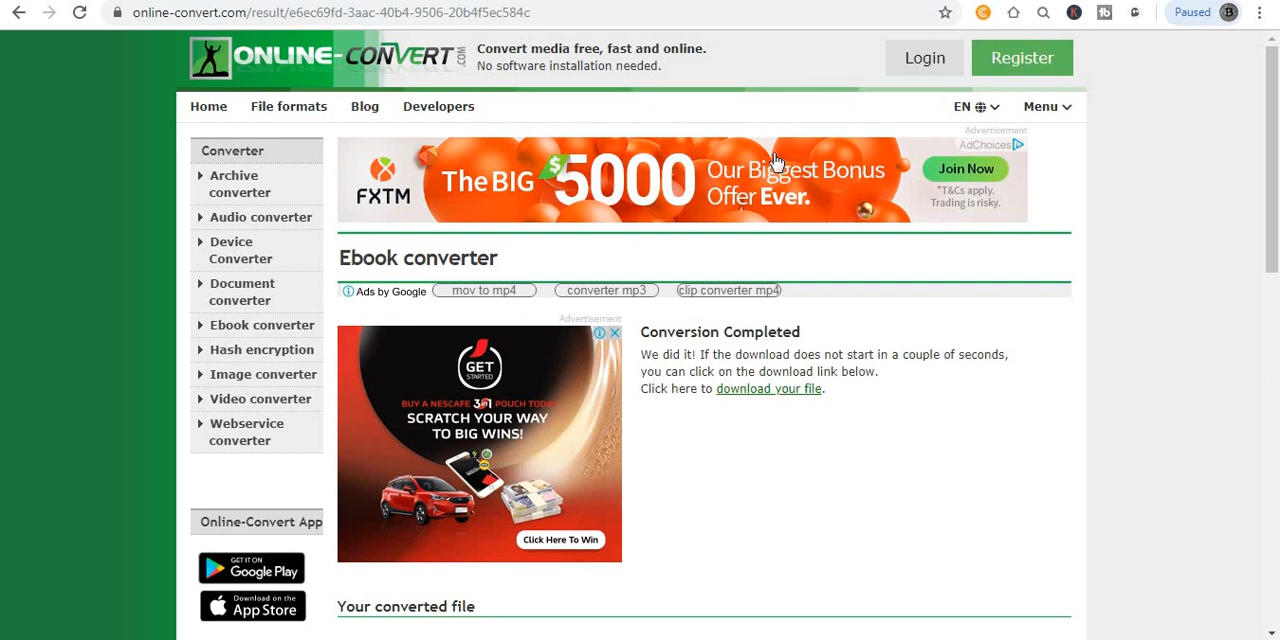 online-convert.com/result/e6ec69fd-3aac-40b4-9506-20b4f5ec584c
Paused
ONLINE-CONVERT.COM
Convert media free, fast and online.
No software installation needed.
Login
Register
Home
File formats
Blog
Developers
EN
Menu
Advertisement
AdChoices
FXTM
The BIG $5000
Our Biggest Bonus
Offer Ever.
Join Now
*T&Cs apply.
Trading is risky.
Converter
Archive
converter
Audio converter
Device
Converter
Document
converter
Ebook converter
Hash encryption
Image converter
Video converter
Webservice
converter
Online-Convert App
GET IT ON
Google Play
Download on the
App Store
Ebook converter
Ads by Google
mov to mp4
converter mp3
clip converter mp4
Advertisement
GET
STARTED
BUY A NESCAFE 3in1 POUCH TODAY
SCRATCH YOUR WAY
TO BIG WINS!
Click Here To Win
Conversion Completed
We did it! If the download does not start in a couple of seconds,
you can click on the download link below.
Click here to download your file.
Your converted file